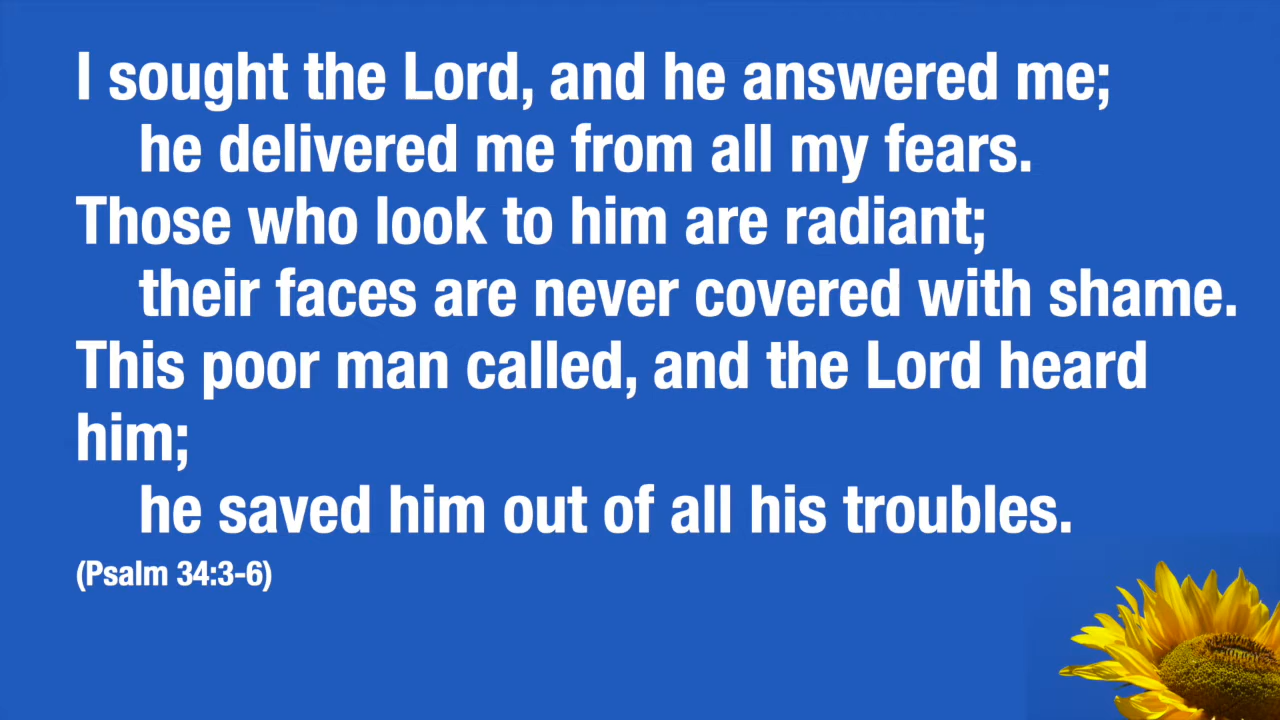 I sought the Lord, and he answered me;
he delivered me from all my fears.
Those who look to him are radiant;
their faces are never covered with shame.
This poor man called, and the Lord heard
him;
he saved him out of all his troubles.
(Psalm 34:3-6)